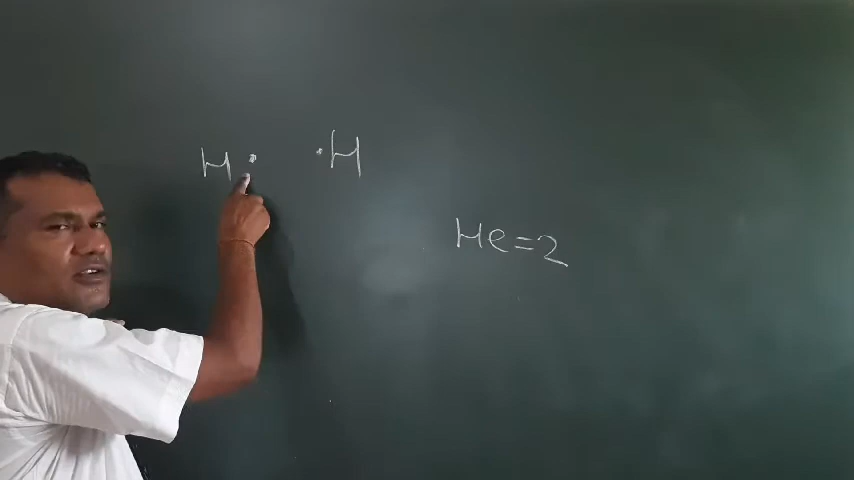 H • • H
He = 2